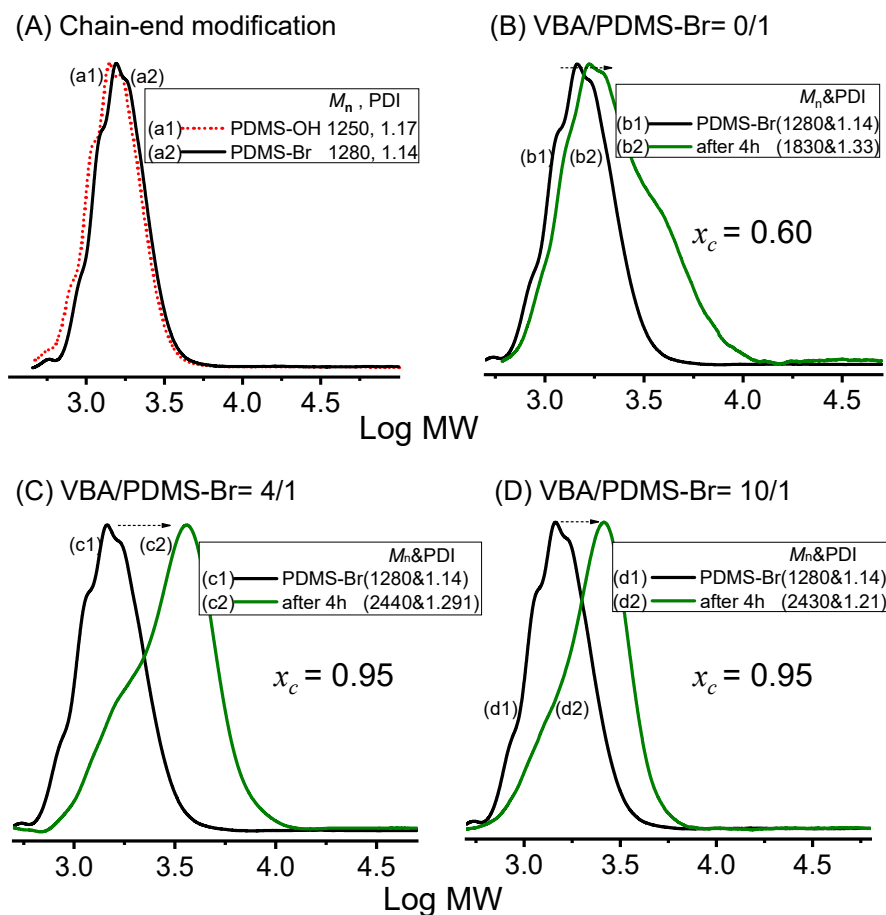 (A) Chain-end modification
(a1)
(a2)
Mn , PDI
(a1) PDMS-OH 1250, 1.17
(a2) PDMS-Br 1280, 1.14
3.0 3.5 4.0 4.5
(B) VBA/PDMS-Br= 0/1
Mn&PDI
(b1) PDMS-Br(1280&1.14)
(b2) after 4h (1830&1.33)
(b1) (b2)
xc = 0.60
3.0 3.5 4.0 4.5
Log MW
(C) VBA/PDMS-Br= 4/1
(c1) (c2)
Mn&PDI
(c1) PDMS-Br(1280&1.14)
(c2) after 4h (2440&1.291)
xc = 0.95
3.0 3.5 4.0 4.5
(D) VBA/PDMS-Br= 10/1
Mn&PDI
(d1) PDMS-Br(1280&1.14)
(d2) after 4h (2430&1.21)
xc = 0.95
(d1) (d2)
3.0 3.5 4.0 4.5
Log MW